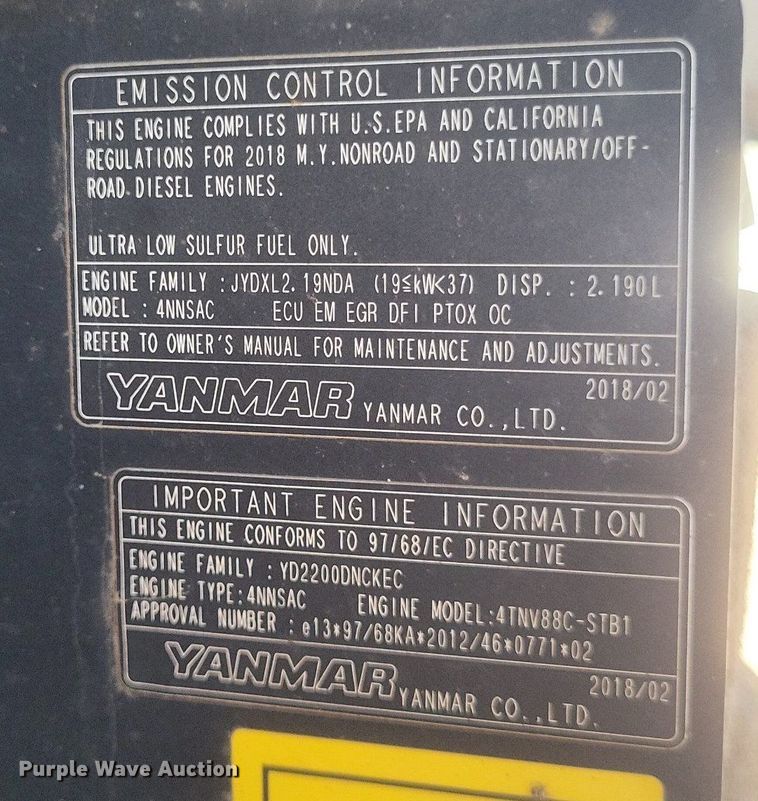 EMISSION CONTROL INFORMATION
THIS ENGINE COMPLIES WITH U.S.EPA AND CALIFORNIA
REGULATIONS FOR 2018 M.Y.NONROAD AND STATIONARY/OFF-
ROAD DIESEL ENGINES.
ULTRA LOW SULFUR FUEL ONLY.
ENGINE FAMILY : JYDXL2.19NDA (19≦kW<37) DISP. : 2.190L
MODEL : 4NNSAC ECU EM EGR DFI PTOX OC
REFER TO OWNER'S MANUAL FOR MAINTENANCE AND ADJUSTMENTS.
2018/02
YANMAR YANMAR CO.,LTD.
IMPORTANT ENGINE INFORMATION
THIS ENGINE CONFORMS TO 97/68/EC DIRECTIVE
ENGINE FAMILY : YD2200DNCKEC
ENGINE TYPE:4NNSAC ENGINE MODEL:4TNV88C-STB1
APPROVAL NUMBER : e13*97/68KA*2012/46*0771*02
2018/02
YANMAR YANMAR CO.,LTD.
Purple Wave Auction